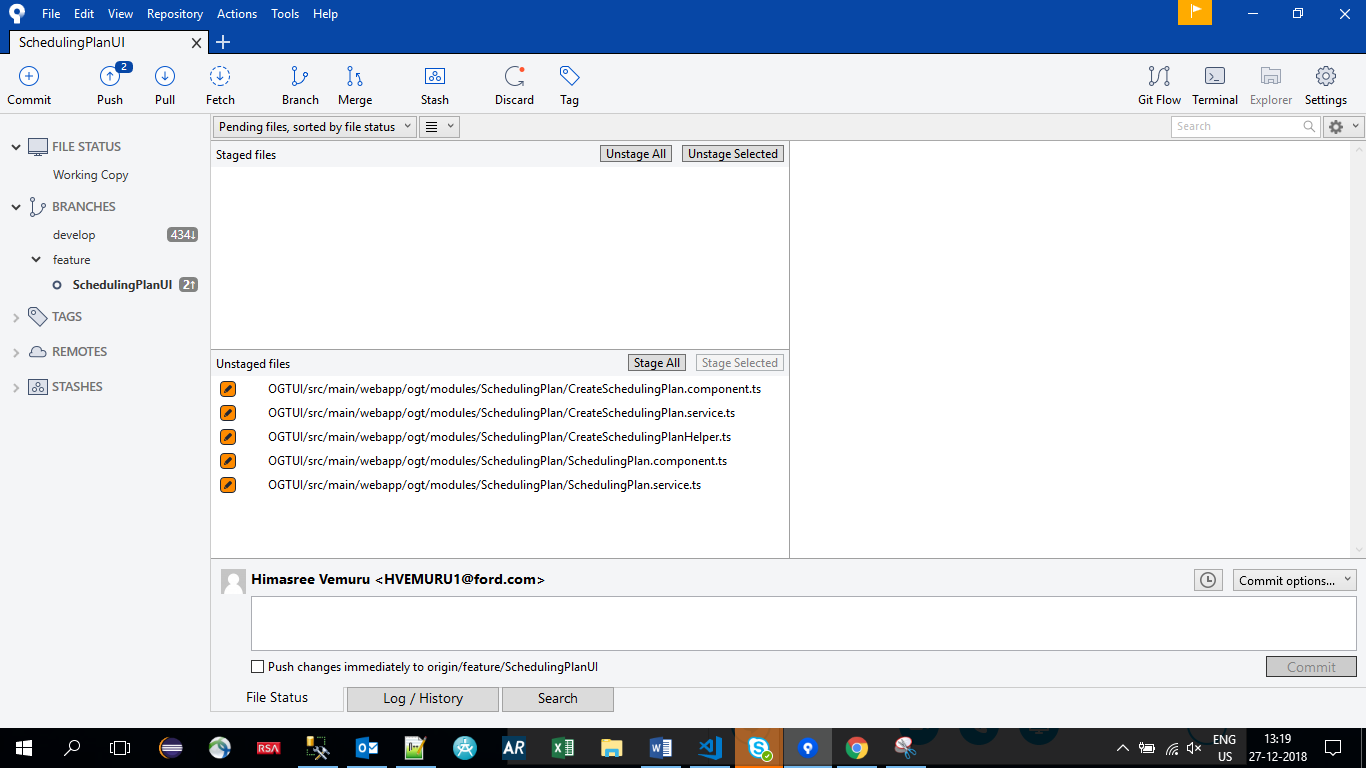 File Edit View Repository Actions Tools Help
SchedulingPlanUI
2
Commit Push Pull Fetch Branch Merge Stash Discard Tag Git Flow Terminal Explorer Settings
Pending files, sorted by file status Search
FILE STATUS
Working Copy
BRANCHES
develop 434↓
feature
SchedulingPlanUI 2↑
TAGS
REMOTES
STASHES
Staged files Unstage All Unstage Selected
Unstaged files Stage All Stage Selected
OGTUI/src/main/webapp/ogt/modules/SchedulingPlan/CreateSchedulingPlan.component.ts
OGTUI/src/main/webapp/ogt/modules/SchedulingPlan/CreateSchedulingPlan.service.ts
OGTUI/src/main/webapp/ogt/modules/SchedulingPlan/CreateSchedulingPlanHelper.ts
OGTUI/src/main/webapp/ogt/modules/SchedulingPlan/SchedulingPlan.component.ts
OGTUI/src/main/webapp/ogt/modules/SchedulingPlan/SchedulingPlan.service.ts
Himasree Vemuru <HVEMURU1@ford.com> Commit options...
Push changes immediately to origin/feature/SchedulingPlanUI Commit
File Status Log / History Search
RSA AR ENG 13:19
US 27-12-2018